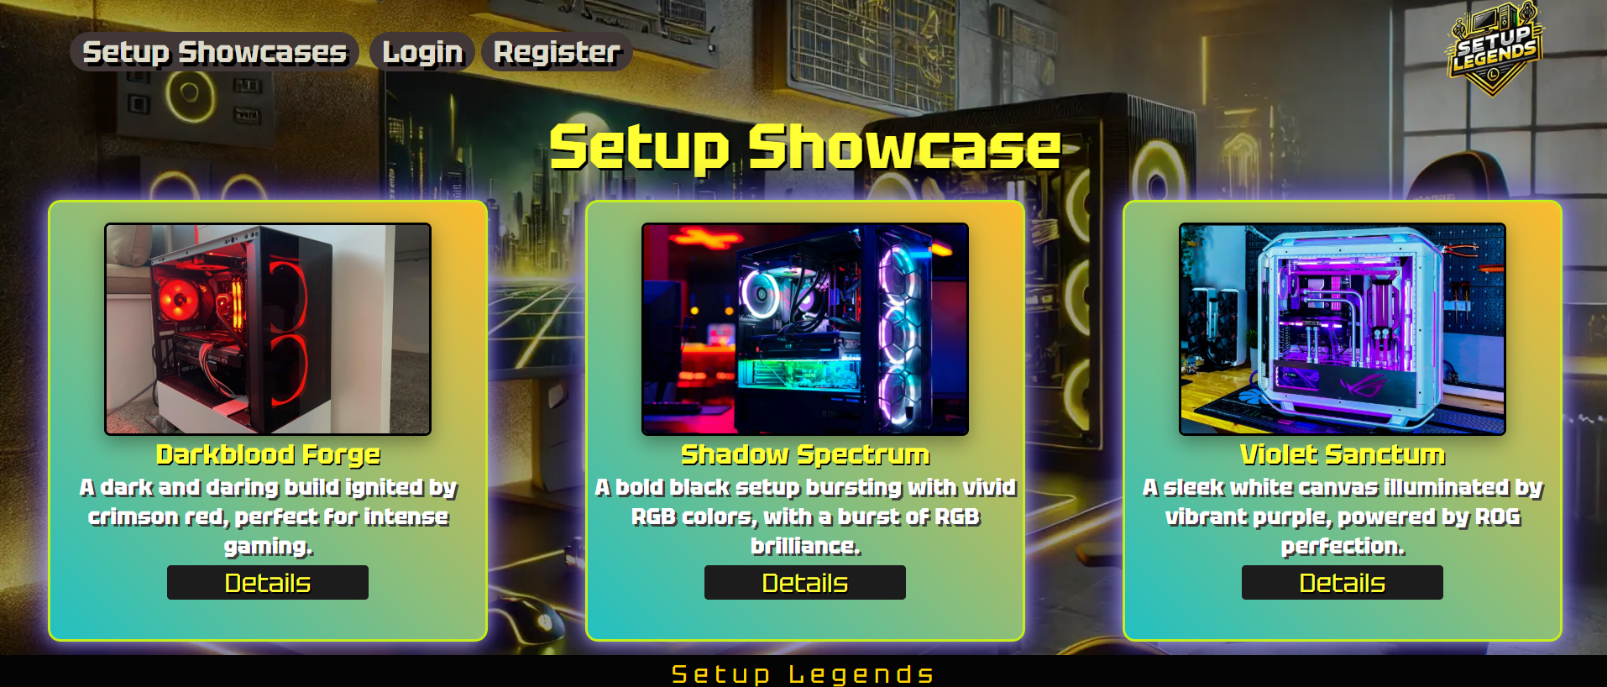 Setup Showcases
Login
Register
SETUP
LEGENDS
L
Setup Showcase
Darkblood Forge
A dark and daring build ignited by
crimson red, perfect for intense
gaming.
Details
Shadow Spectrum
A bold black setup bursting with vivid
RGB colors, with a burst of RGB
brilliance.
Details
Violet Sanctum
A sleek white canvas illuminated by
vibrant purple, powered by ROG
perfection.
Details
Setup Legends